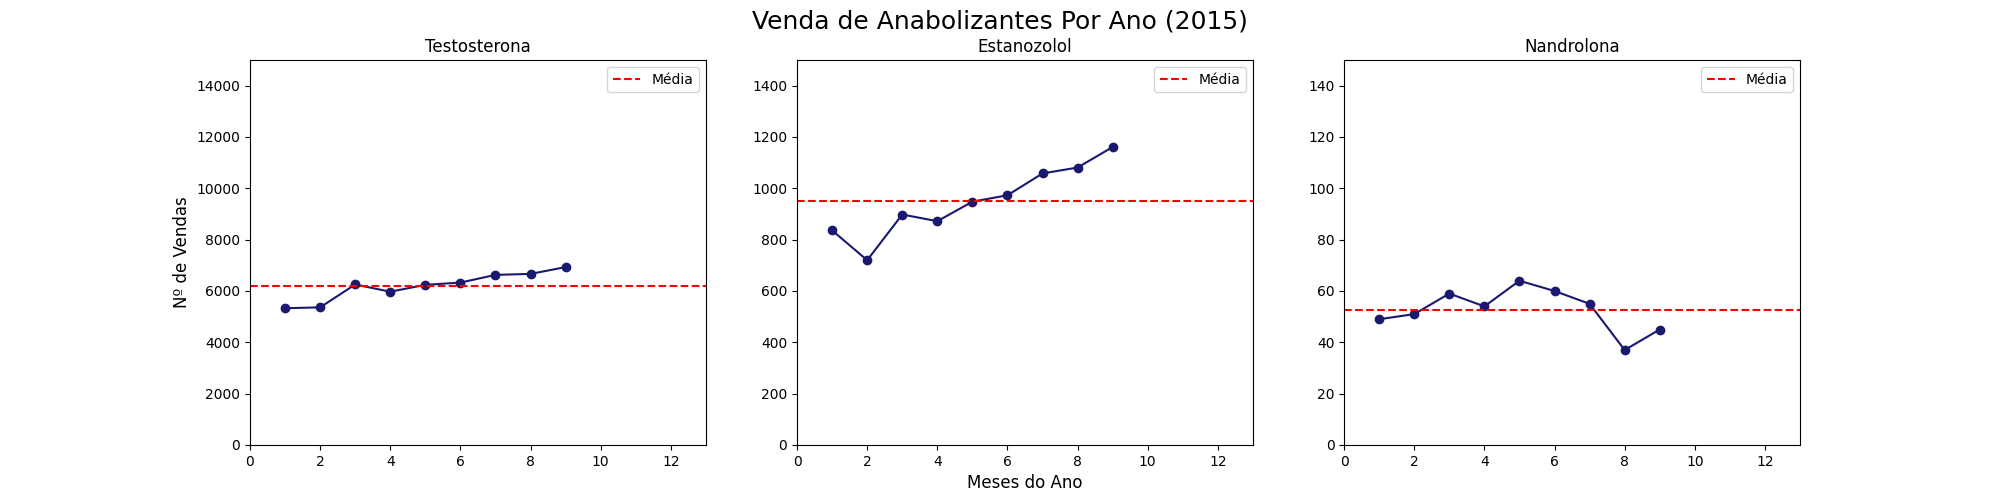 Venda de Anabolizantes Por Ano (2015)
Testosterona
Média
14000
12000
10000
8000
6000
4000
2000
0
0 2 4 6 8 10 12
Nº de Vendas
Estanozolol
Média
1400
1200
1000
800
600
400
200
0
0 2 4 6 8 10 12
Meses do Ano
Nandrolona
Média
140
120
100
80
60
40
20
0
0 2 4 6 8 10 12